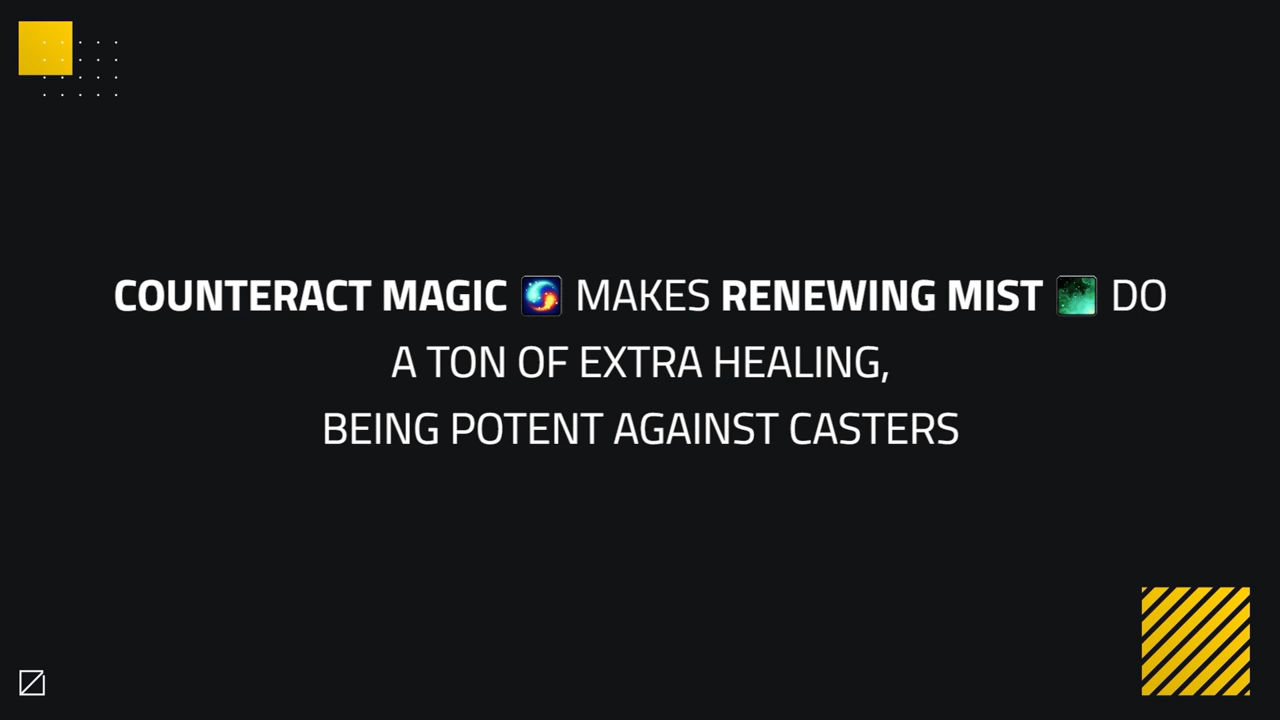 COUNTERACT MAGIC MAKES RENEWING MIST DO
A TON OF EXTRA HEALING,
BEING POTENT AGAINST CASTERS